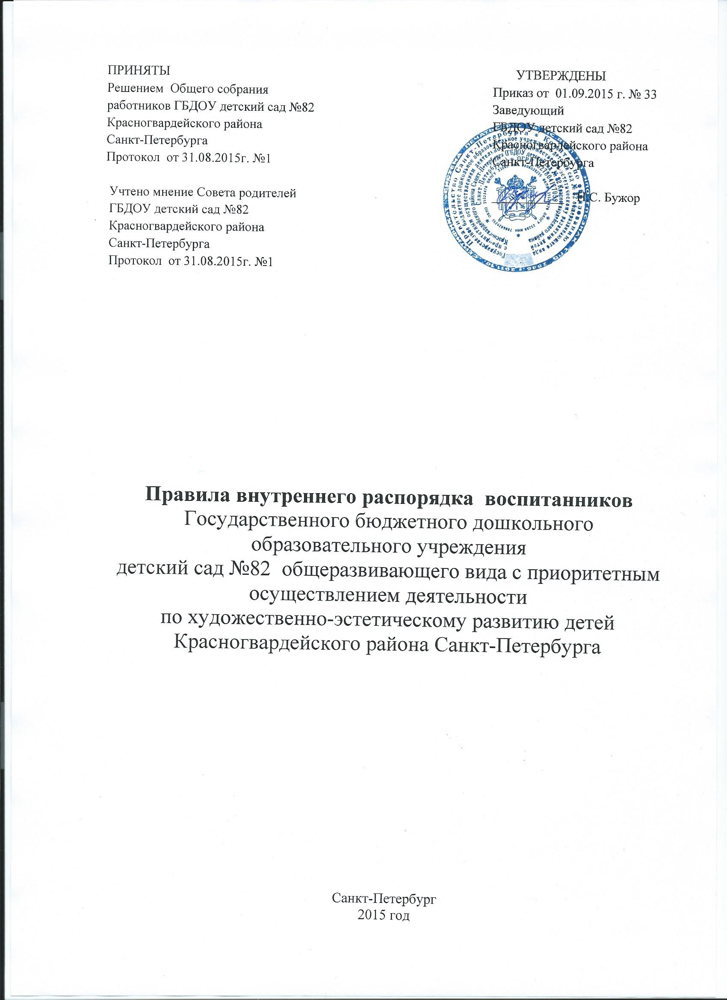 ПРИНЯТЫ
Решением Общего собрания
работников ГБДОУ детский сад №82
Красногвардейского района
Санкт-Петербурга
Протокол от 31.08.2015г. №1
Учтено мнение Совета родителей
ГБДОУ детский сад №82
Красногвардейского района
Санкт-Петербурга
Протокол от 31.08.2015г. №1
УТВЕРЖДЕНЫ
Приказ от 01.09.2015 г. № 33
Заведующий
ГБДОУ детский сад №82
Красногвардейского района
Санкт-Петербурга
Н.С. Бужор
Правила внутреннего распорядка воспитанников
Государственного бюджетного дошкольного
образовательного учреждения
детский сад №82 общеразвивающего вида с приоритетным
осуществлением деятельности
по художественно-эстетическому развитию детей
Красногвардейского района Санкт-Петербурга
Санкт-Петербург
2015 год